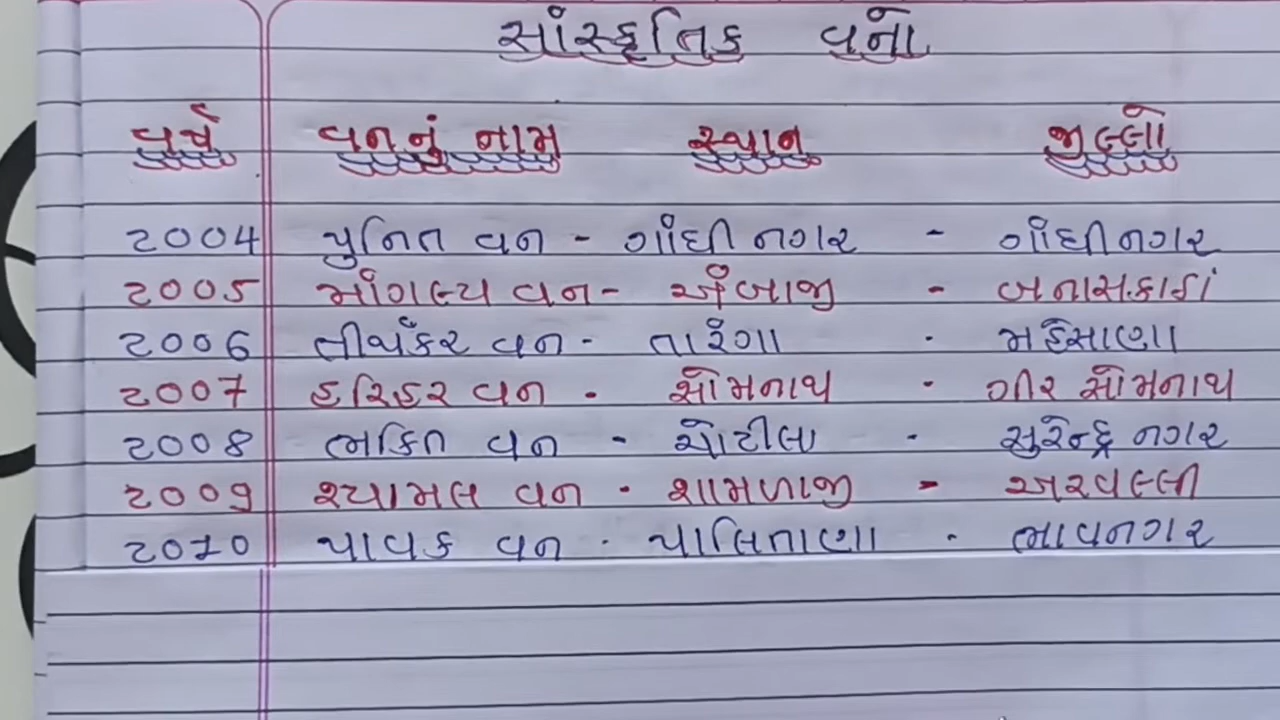 સાંસ્કૃતિક વનો
વર્ષ વનનું નામ સ્થાન જીલ્લો
2004 પુનિત વન - ગાંધીનગર - ગાંધીનગર
2005 માંગલ્ય વન - અંબાજી - બનાસકાઠાં
2006 તીર્થંકર વન - તારંગા - મહેસાણા
2007 હરિહર વન - સોમનાથ - ગીર સોમનાથ
2008 ભકિત વન - ચોટીલા - સુરેન્દ્રનગર
2009 શ્યામલ વન - શામળાજી - અરવલ્લી
2010 પાવક વન - પાલિતાણા - ભાવનગર